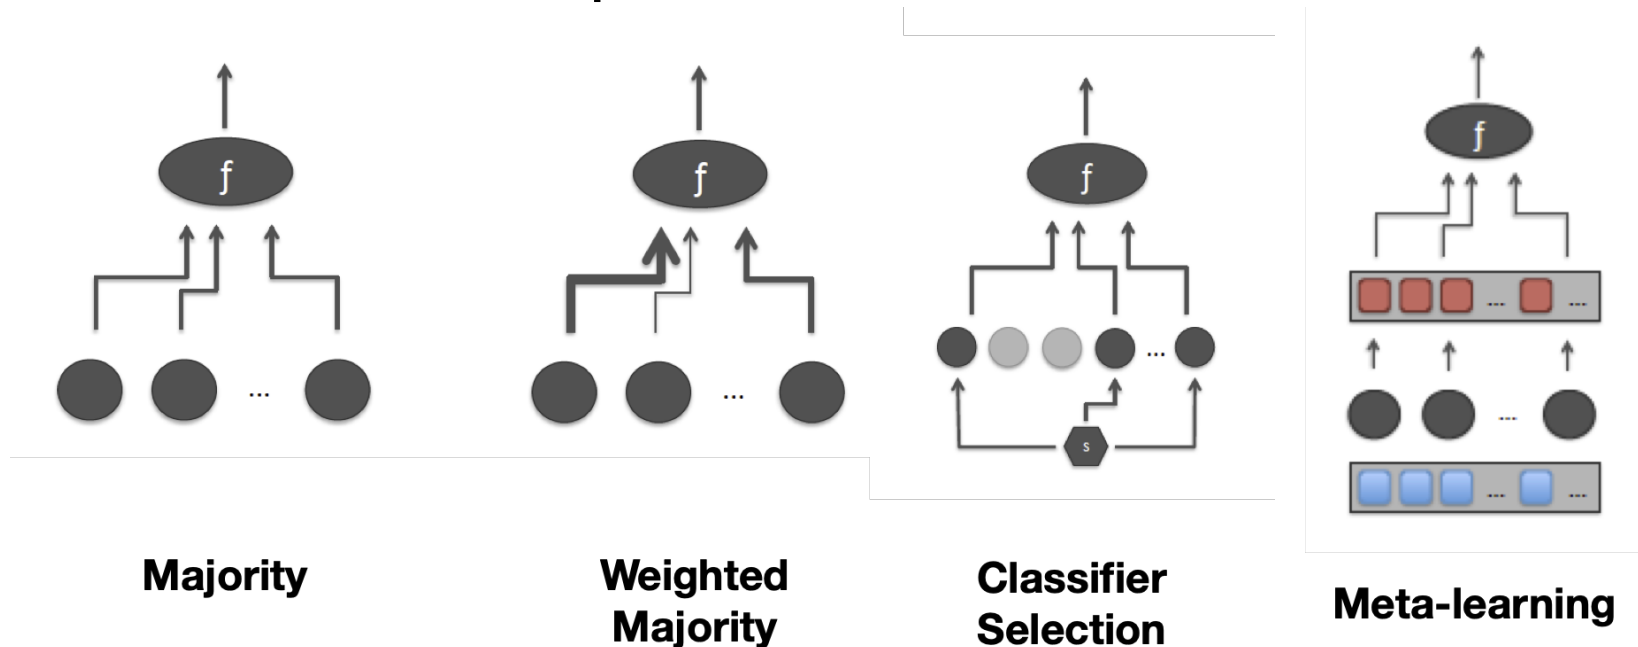 ƒ
ƒ
ƒ
ƒ
...
...
...
...
...
s
...
...
...
Majority
Weighted
Majority
Classifier
Selection
Meta-learning